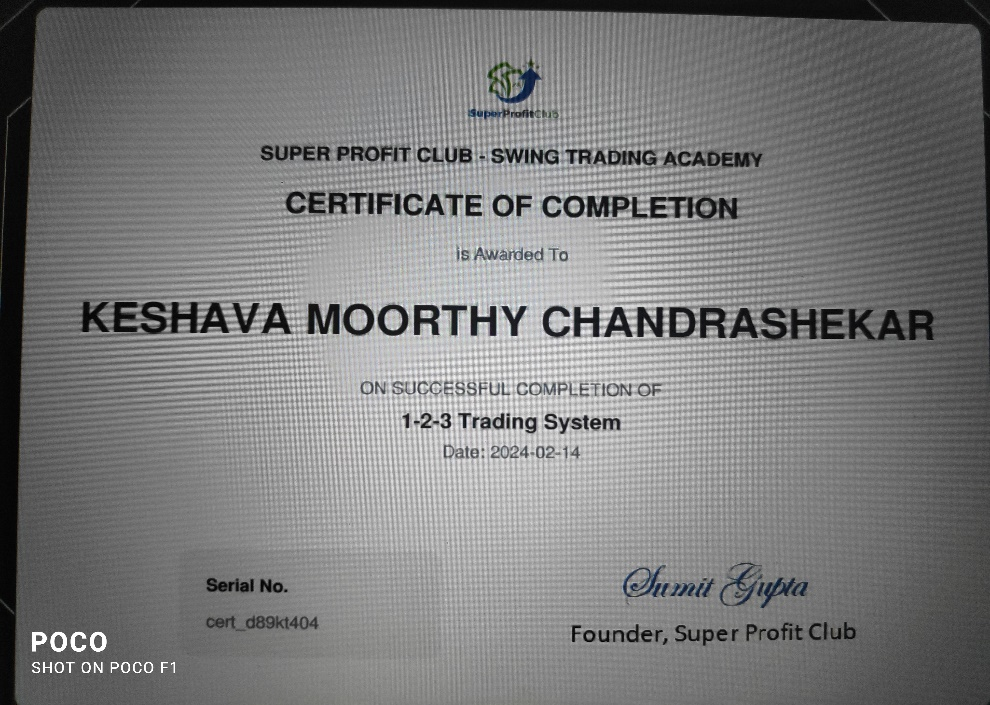 SuperProfitClub
SUPER PROFIT CLUB - SWING TRADING ACADEMY
CERTIFICATE OF COMPLETION
is Awarded To
KESHAVA MOORTHY CHANDRASHEKAR
ON SUCCESSFUL COMPLETION OF
1-2-3 Trading System
Date: 2024-02-14
Serial No.
cert_d89kt404
Sumit Gupta
Founder, Super Profit Club
POCO
SHOT ON POCO F1